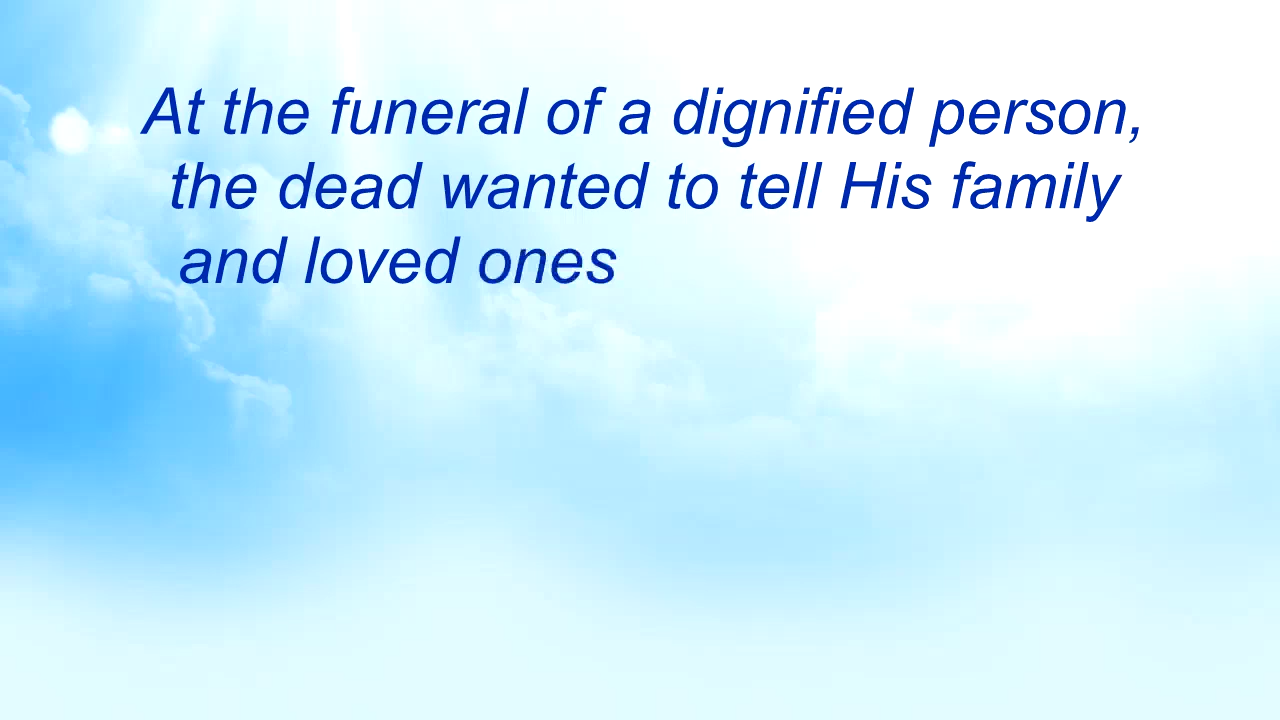 At the funeral of a dignified person,
the dead wanted to tell His family
and loved ones